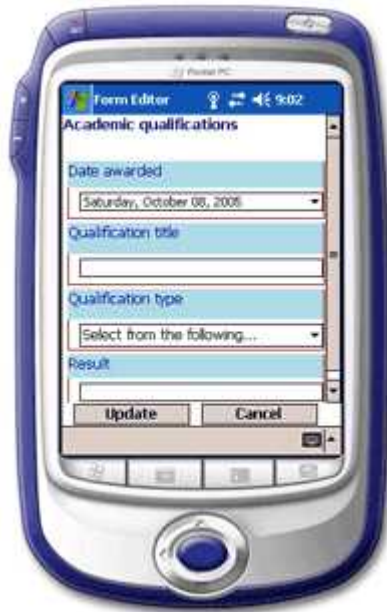 Pocket PC
Form Editor 9:02
Academic qualifications
Date awarded
Saturday, October 08, 2005
Qualification title
Qualification type
Select from the following...
Result
Update Cancel